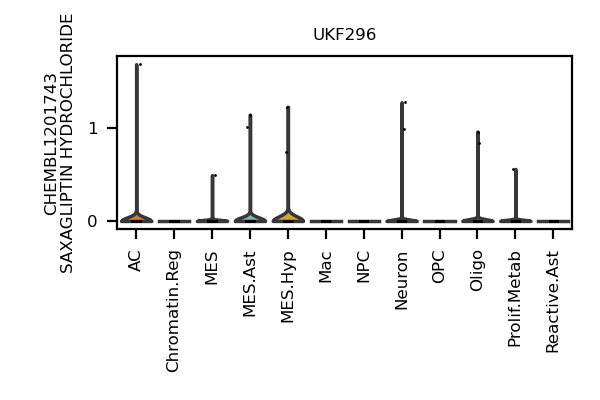 UKF296
CHEMBL1201743
SAXAGLIPTIN HYDROCHLORIDE
1
0
AC
Chromatin.Reg
MES
MES.Ast
MES.Hyp
Mac
NPC
Neuron
OPC
Oligo
Prolif.Metab
Reactive.Ast